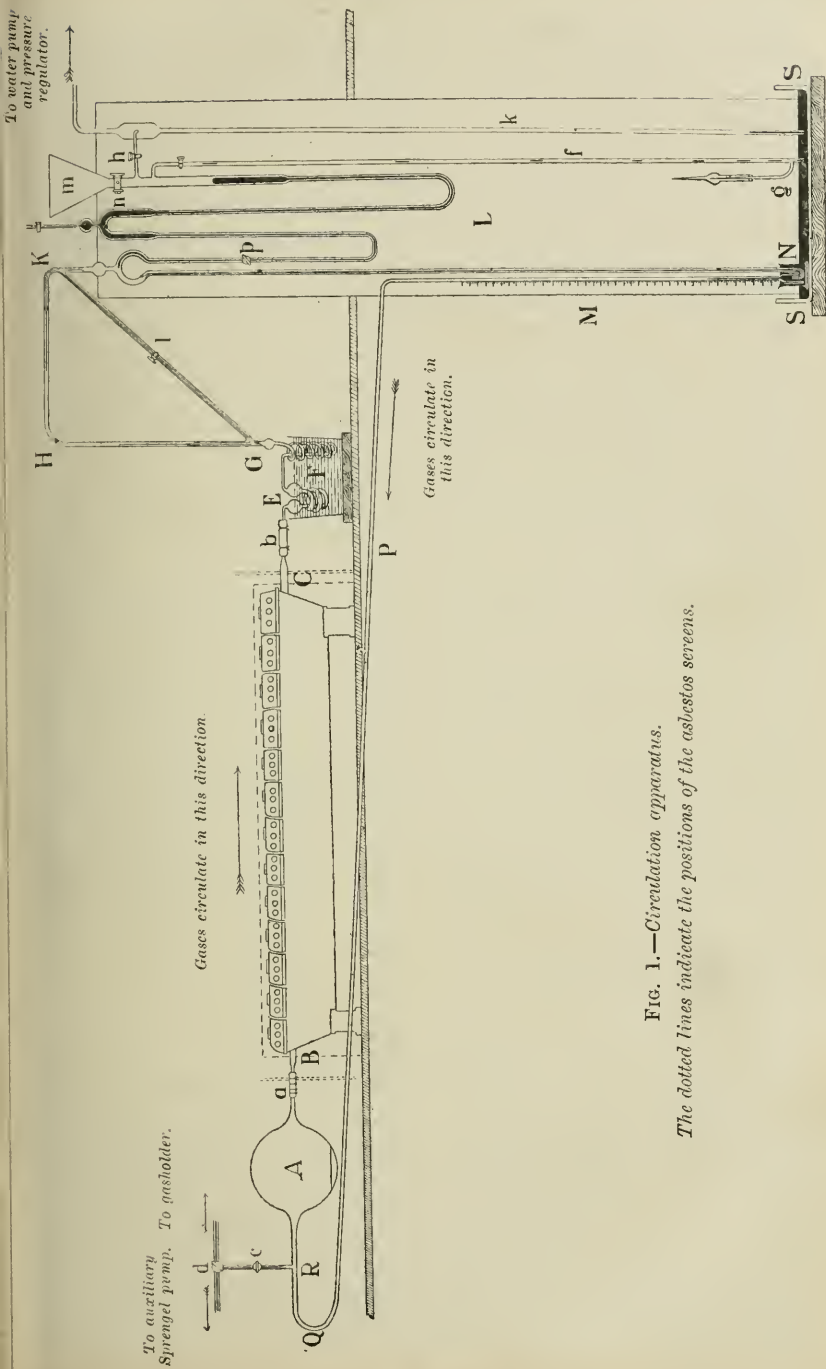 To water pump
and pressure
regulator.
m
n
h
k
f
g
L
p
K
l
H
G
F
E
b
C
M
N
S
S
Gases circulate in
this direction.
P
Gases circulate in this direction.
B
a
A
R
Q
c
d
To auxiliary
Sprengel pump. To gasholder.
FIG. 1.—Circulation apparatus.
The dotted lines indicate the positions of the asbestos screens.